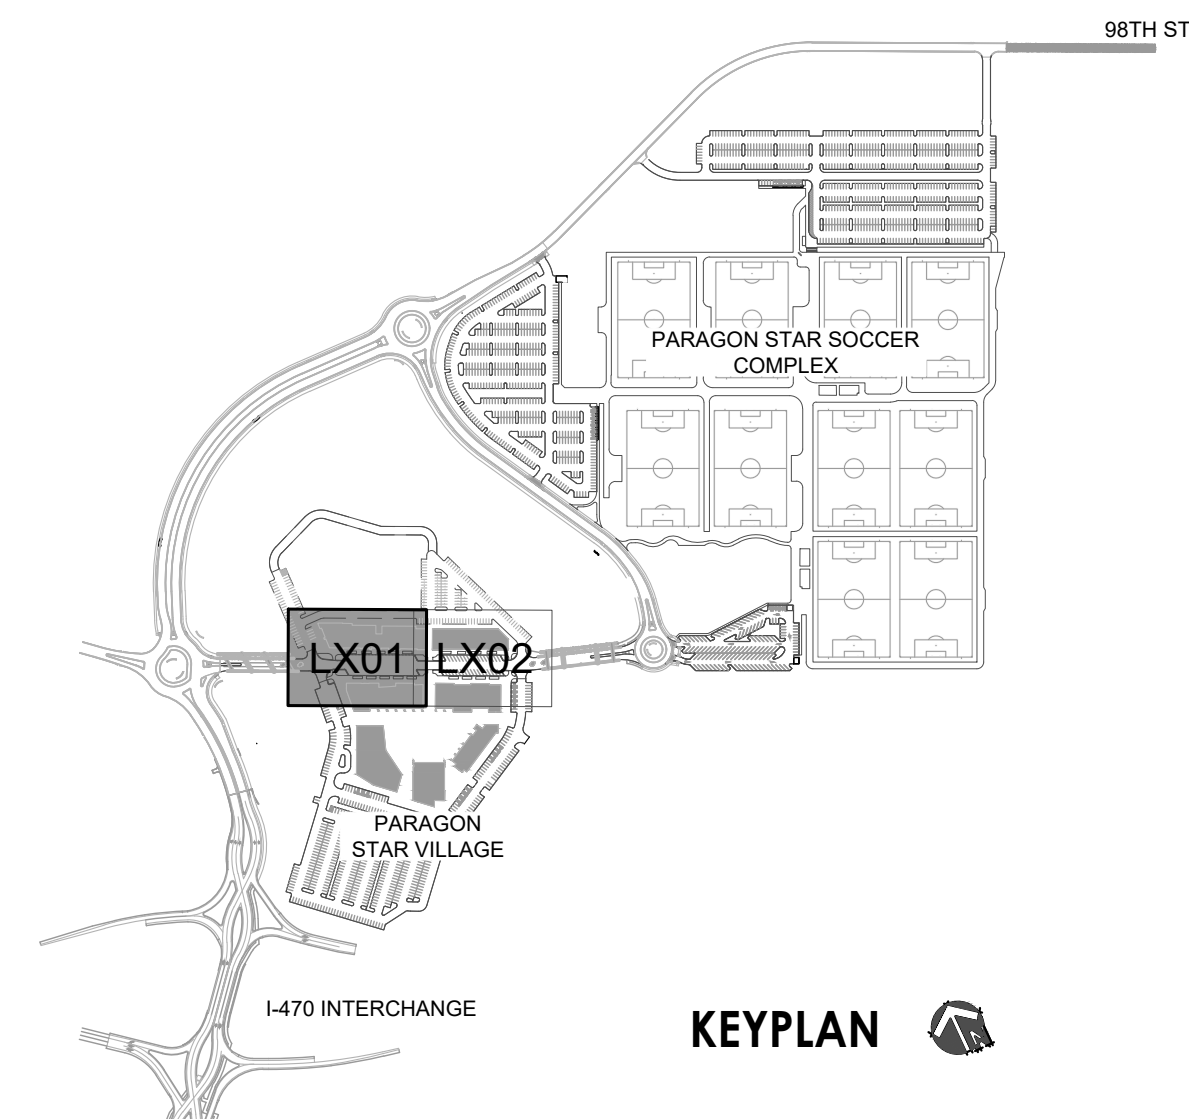 98TH ST
PARAGON STAR SOCCER
COMPLEX
LX01
LX02
PARAGON
STAR VILLAGE
I-470 INTERCHANGE
KEYPLAN
N